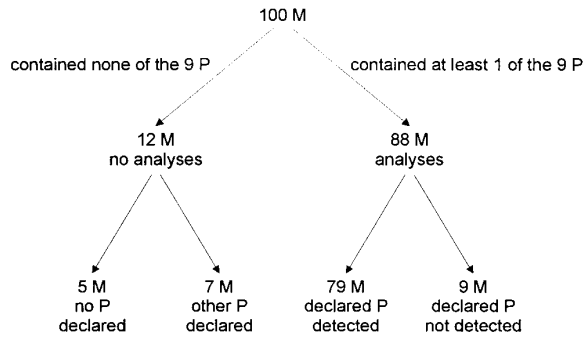 100 M
contained none of the 9 P
contained at least 1 of the 9 P
12 M
no analyses
88 M
analyses
5 M
no P
declared
7 M
other P
declared
79 M
declared P
detected
9 M
declared P
not detected